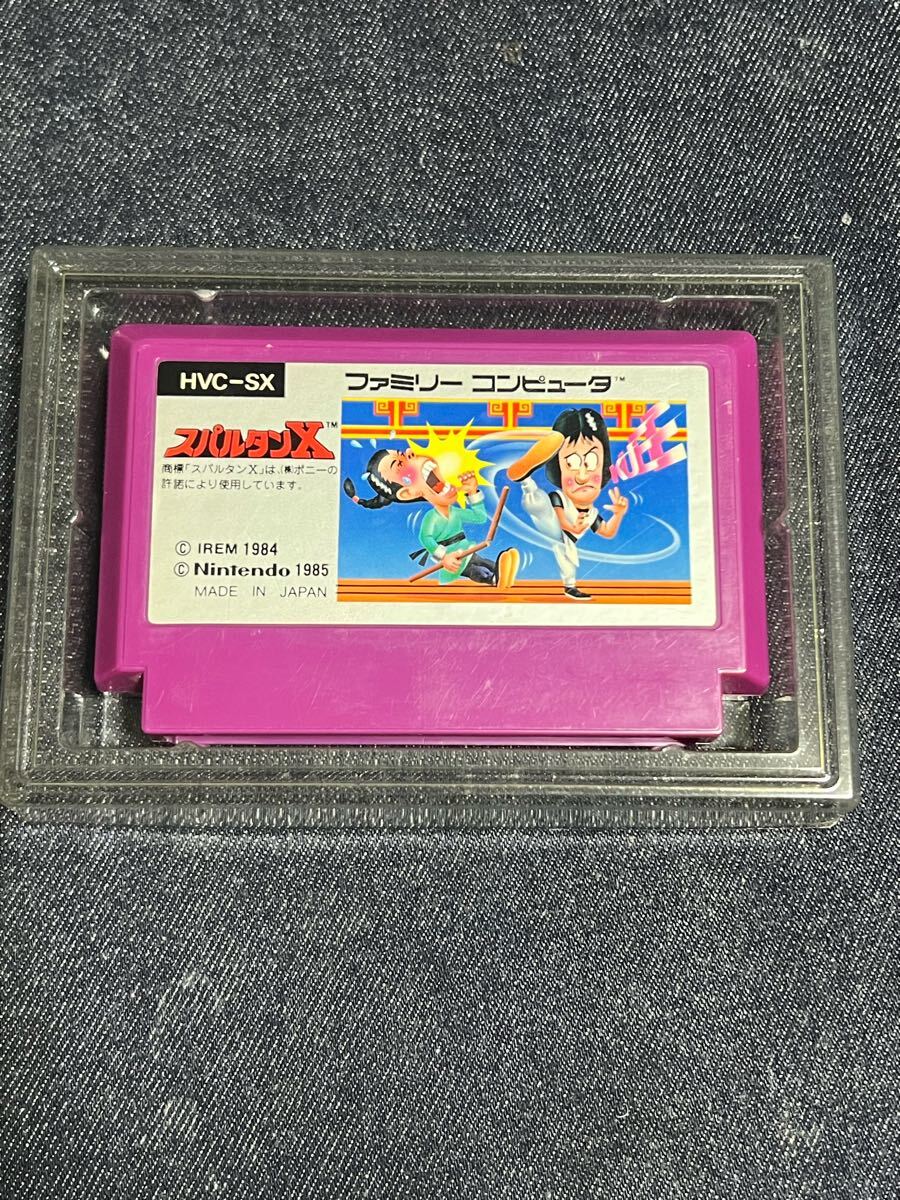 HVC-SX
ファミリー コンピュータ™
スパルタンX™
商標「スパルタンX」は、(株)ポニーの
許諾により使用しています。
© IREM 1984
© Nintendo 1985
MADE IN JAPAN